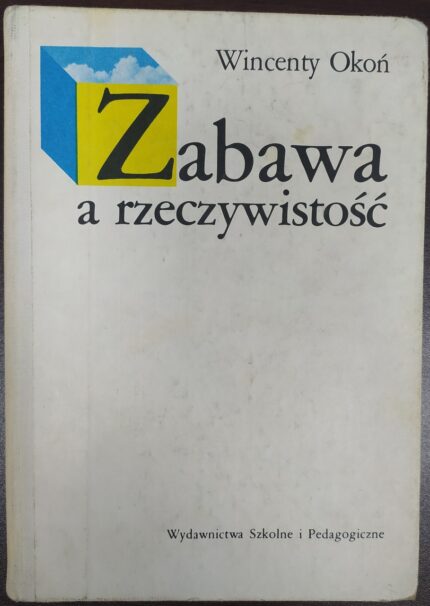 Wincenty Okoń
Zabawa
a rzeczywistość
Wydawnictwa Szkolne i Pedagogiczne